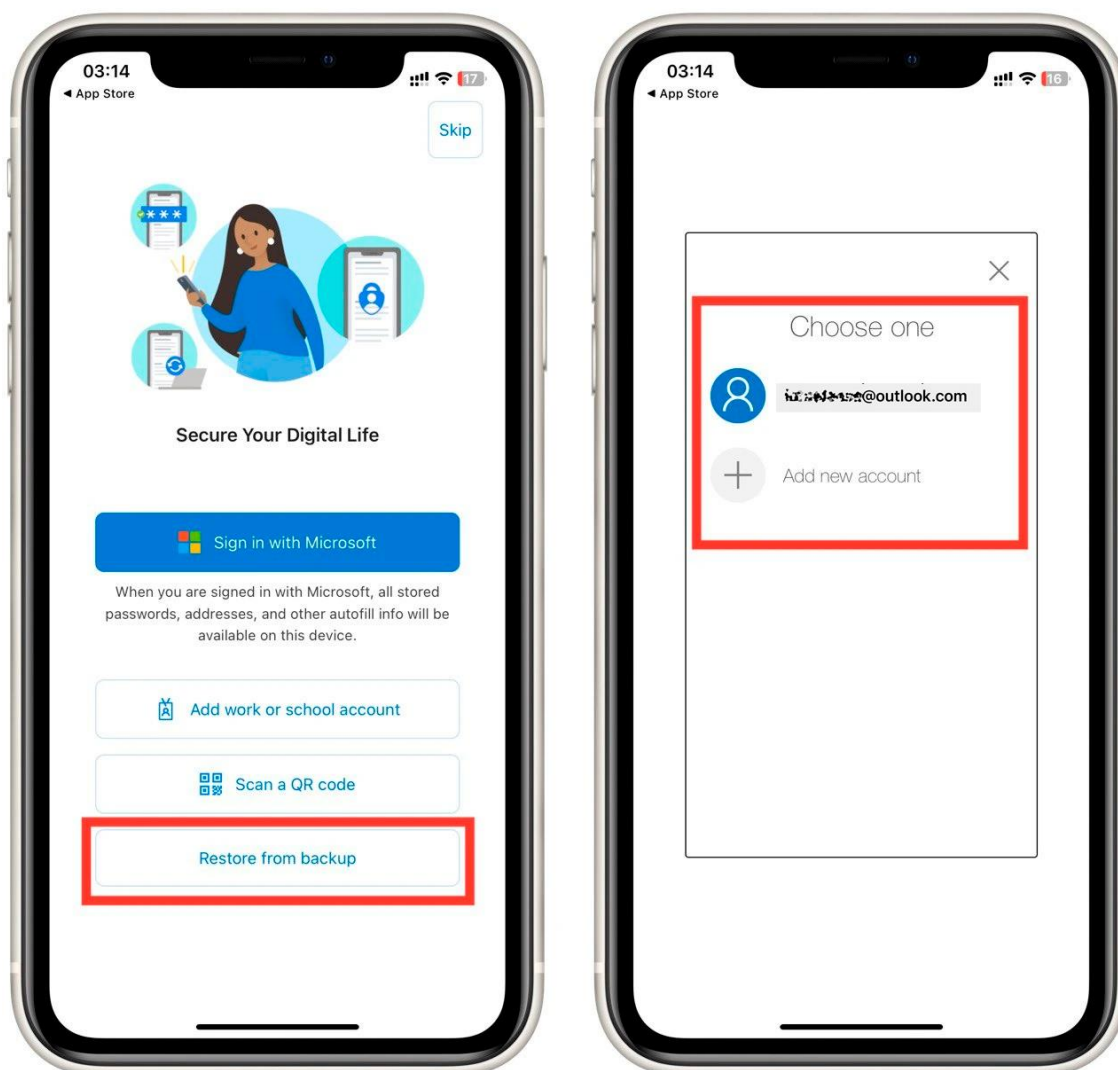 03:14
◀ App Store
17
Skip
***
Secure Your Digital Life
Sign in with Microsoft
When you are signed in with Microsoft, all stored
passwords, addresses, and other autofill info will be
available on this device.
Add work or school account
Scan a QR code
Restore from backup
03:14
◀ App Store
16
Choose one
@outlook.com
Add new account